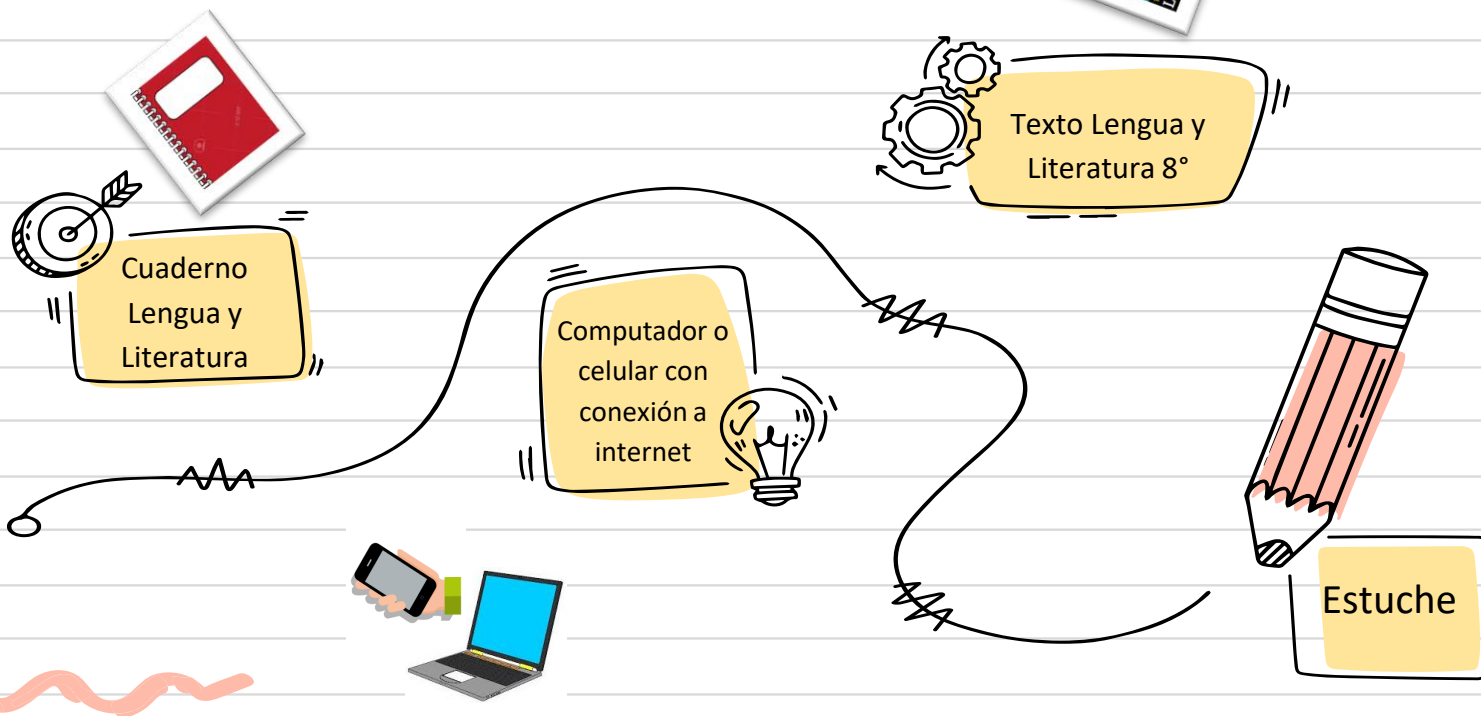 Cuaderno
Lengua y
Literatura
Computador o
celular con
conexión a
internet
Texto Lengua y
Literatura 8°
Estuche